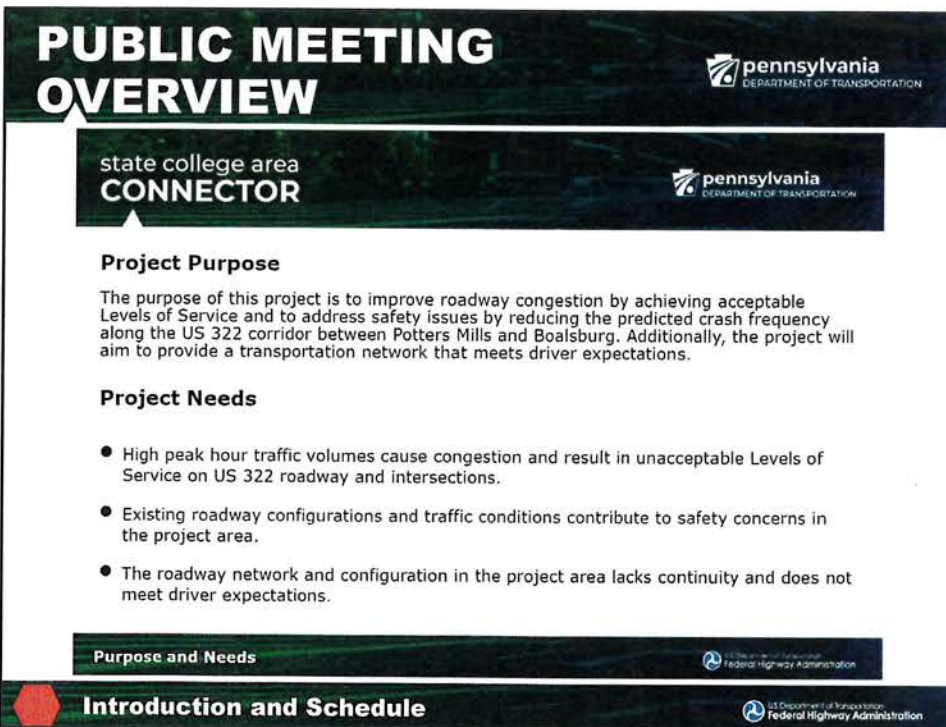 PUBLIC MEETING
OVERVIEW
pennsylvania
DEPARTMENT OF TRANSPORTATION
state college area
CONNECTOR
pennsylvania
DEPARTMENT OF TRANSPORTATION
Project Purpose
The purpose of this project is to improve roadway congestion by achieving acceptable
Levels of Service and to address safety issues by reducing the predicted crash frequency
along the US 322 corridor between Potters Mills and Boalsburg. Additionally, the project will
aim to provide a transportation network that meets driver expectations.
Project Needs
● High peak hour traffic volumes cause congestion and result in unacceptable Levels of
Service on US 322 roadway and intersections.
● Existing roadway configurations and traffic conditions contribute to safety concerns in
the project area.
● The roadway network and configuration in the project area lacks continuity and does not
meet driver expectations.
Purpose and Needs
U.S. Department of Transportation
Federal Highway Administration
Introduction and Schedule
U.S. Department of Transportation
Federal Highway Administration